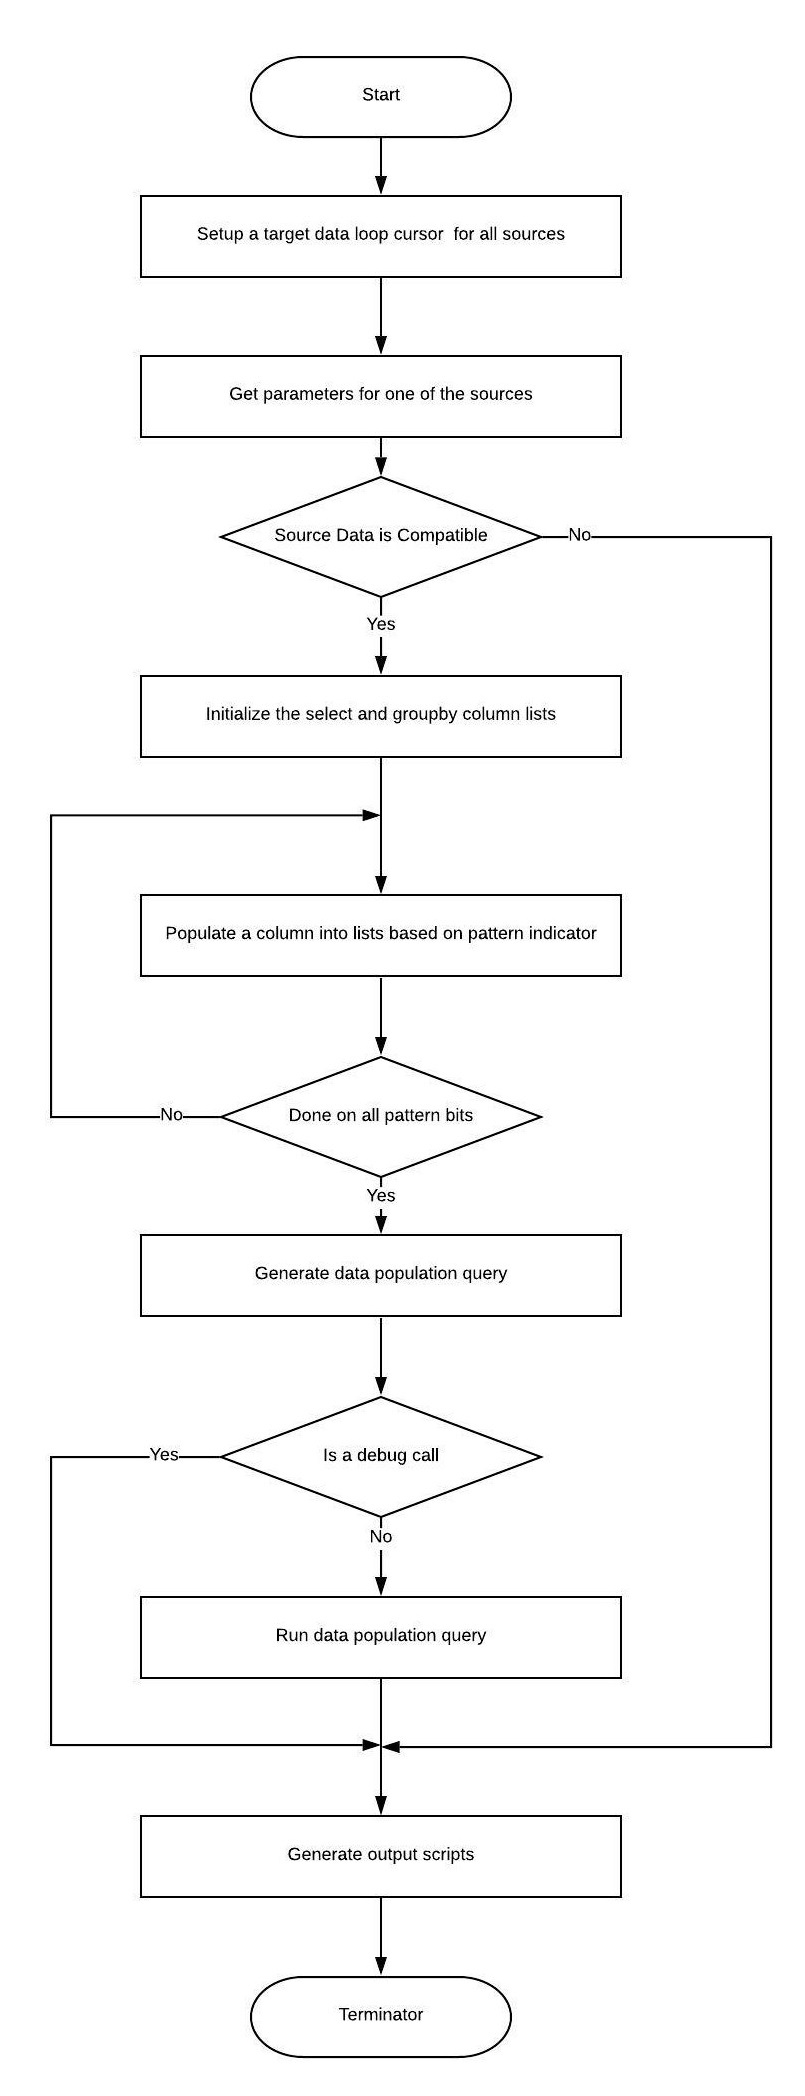 Start
Setup a target data loop cursor  for all sources
Get parameters for one of the sources
Source Data is Compatible
No
Yes
Initialize the select and groupby column lists
Populate a column into lists based on pattern indicator
Done on all pattern bits
No
Yes
Generate data population query
Is a debug call
Yes
No
Run data population query
Generate output scripts
Terminator